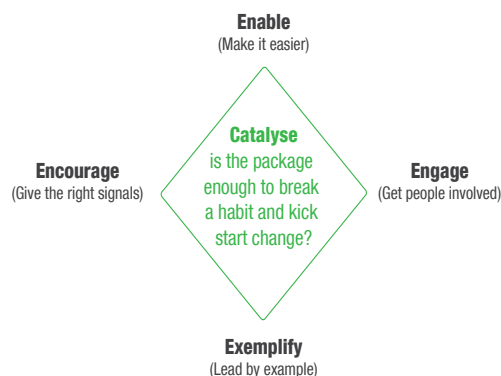 Enable
(Make it easier)
Catalyse
is the package
enough to break
a habit and kick
start change?
Encourage
(Give the right signals)
Engage
(Get people involved)
Exemplify
(Lead by example)